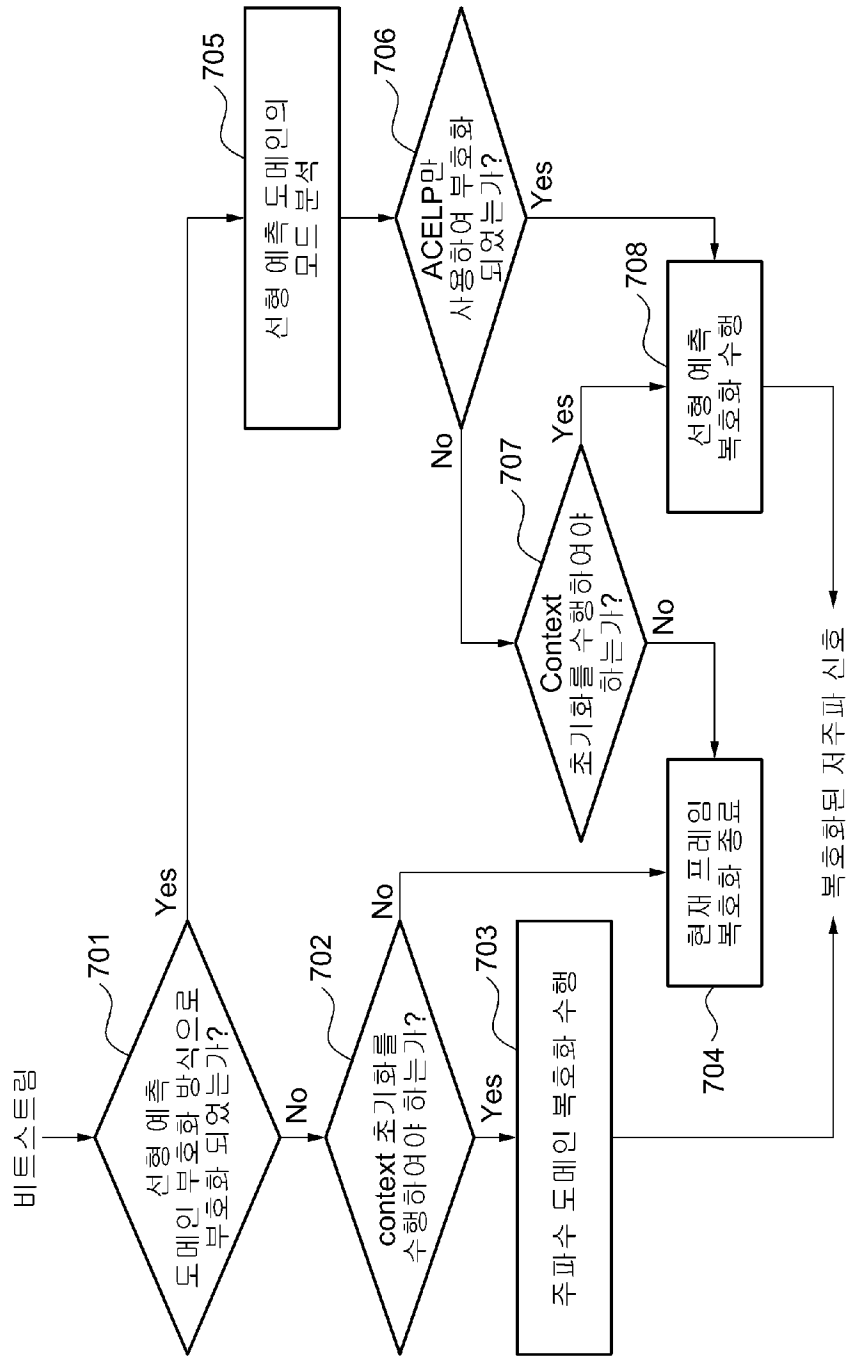 비트스트림
701
선형 예측
도메인 부호화 방식으로
부호화 되었는가?
Yes
No
705
선형 예측 도메인의
모드 분석
702
context 초기화를
수행하여야 하는가?
No
Yes
706
ACELP만
사용하여 부호화
되었는가?
No
Yes
703
주파수 도메인 복호화 수행
707
Context
초기화를 수행하여야
하는가?
Yes
No
704
현재 프레임
복호화 종료
708
선형 예측
복호화 수행
복호화된 저주파 신호